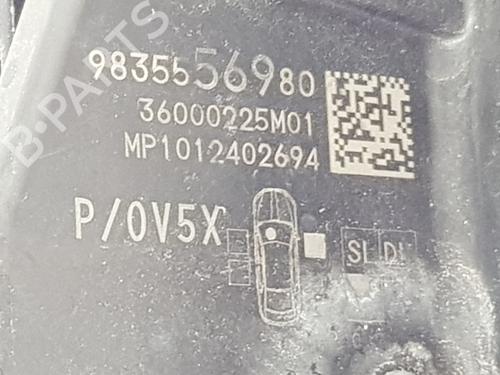 9835556980
36000225M01
MP1012402694
P/0V5X
SL DL
B-PARTS